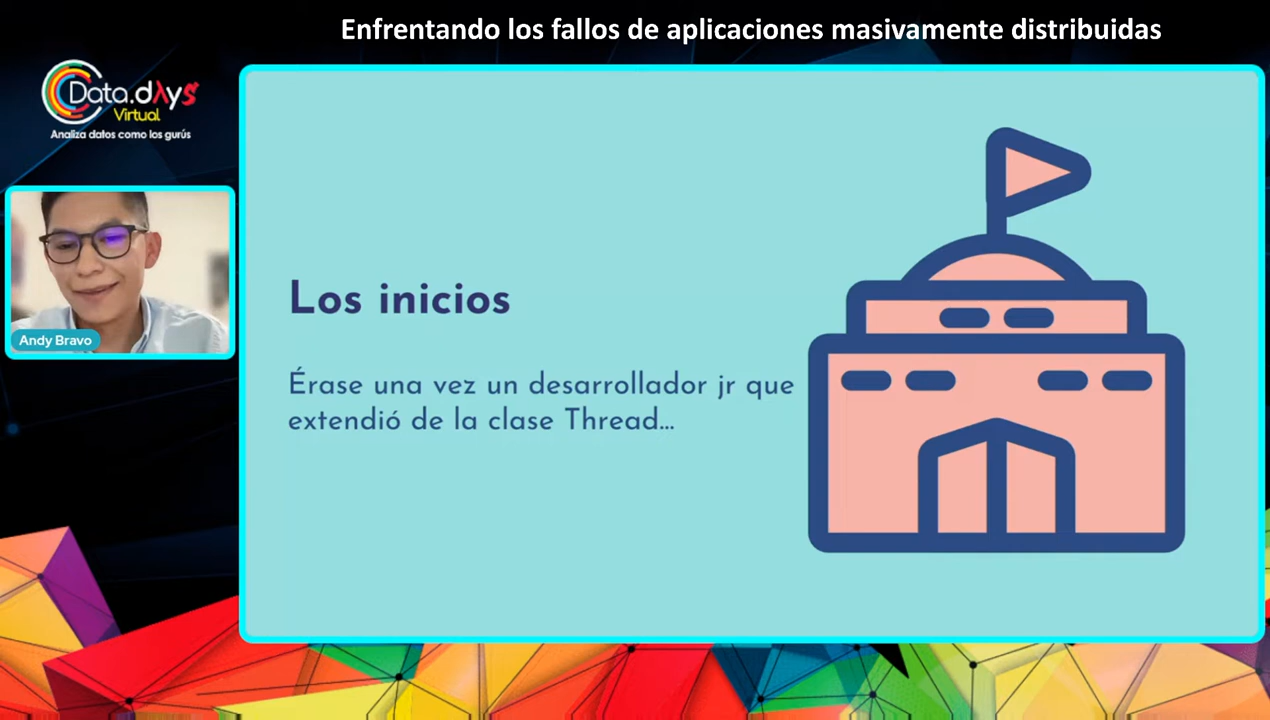 Enfrentando los fallos de aplicaciones masivamente distribuidas
Data.dλys
Virtual
Analiza datos como los gurús
Andy Bravo
Los inicios
Érase una vez un desarrollador jr que
extendió de la clase Thread...